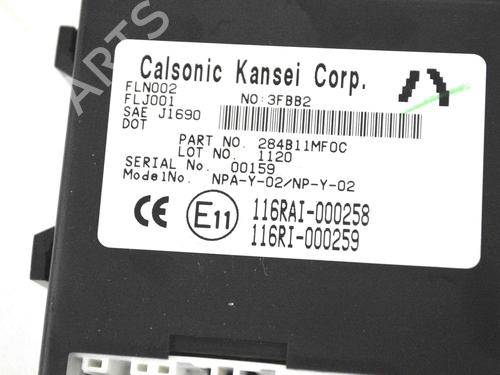 Calsonic Kansei Corp.
FLN002
FLJ001 NO:3FBB2
SAE J1690
DOT
PART NO. 284B11MF0C
LOT NO. 1120
SERIAL No. 00159
ModelNo. NPA-Y-02/NP-Y-02
CE E11 116RAI-000258
116RI-000259
PARTS